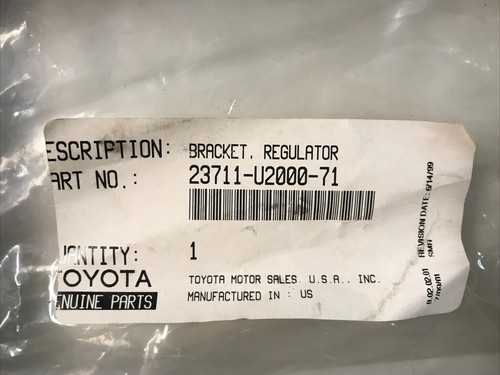 ESCRIPTION: BRACKET, REGULATOR
ART NO.: 23711-U2000-71
UANTITY: 1
TOYOTA
ENUINE PARTS
TOYOTA MOTOR SALES, U.S.A., INC.
MANUFACTURED IN : US
REVISION DATE: 9/14/99